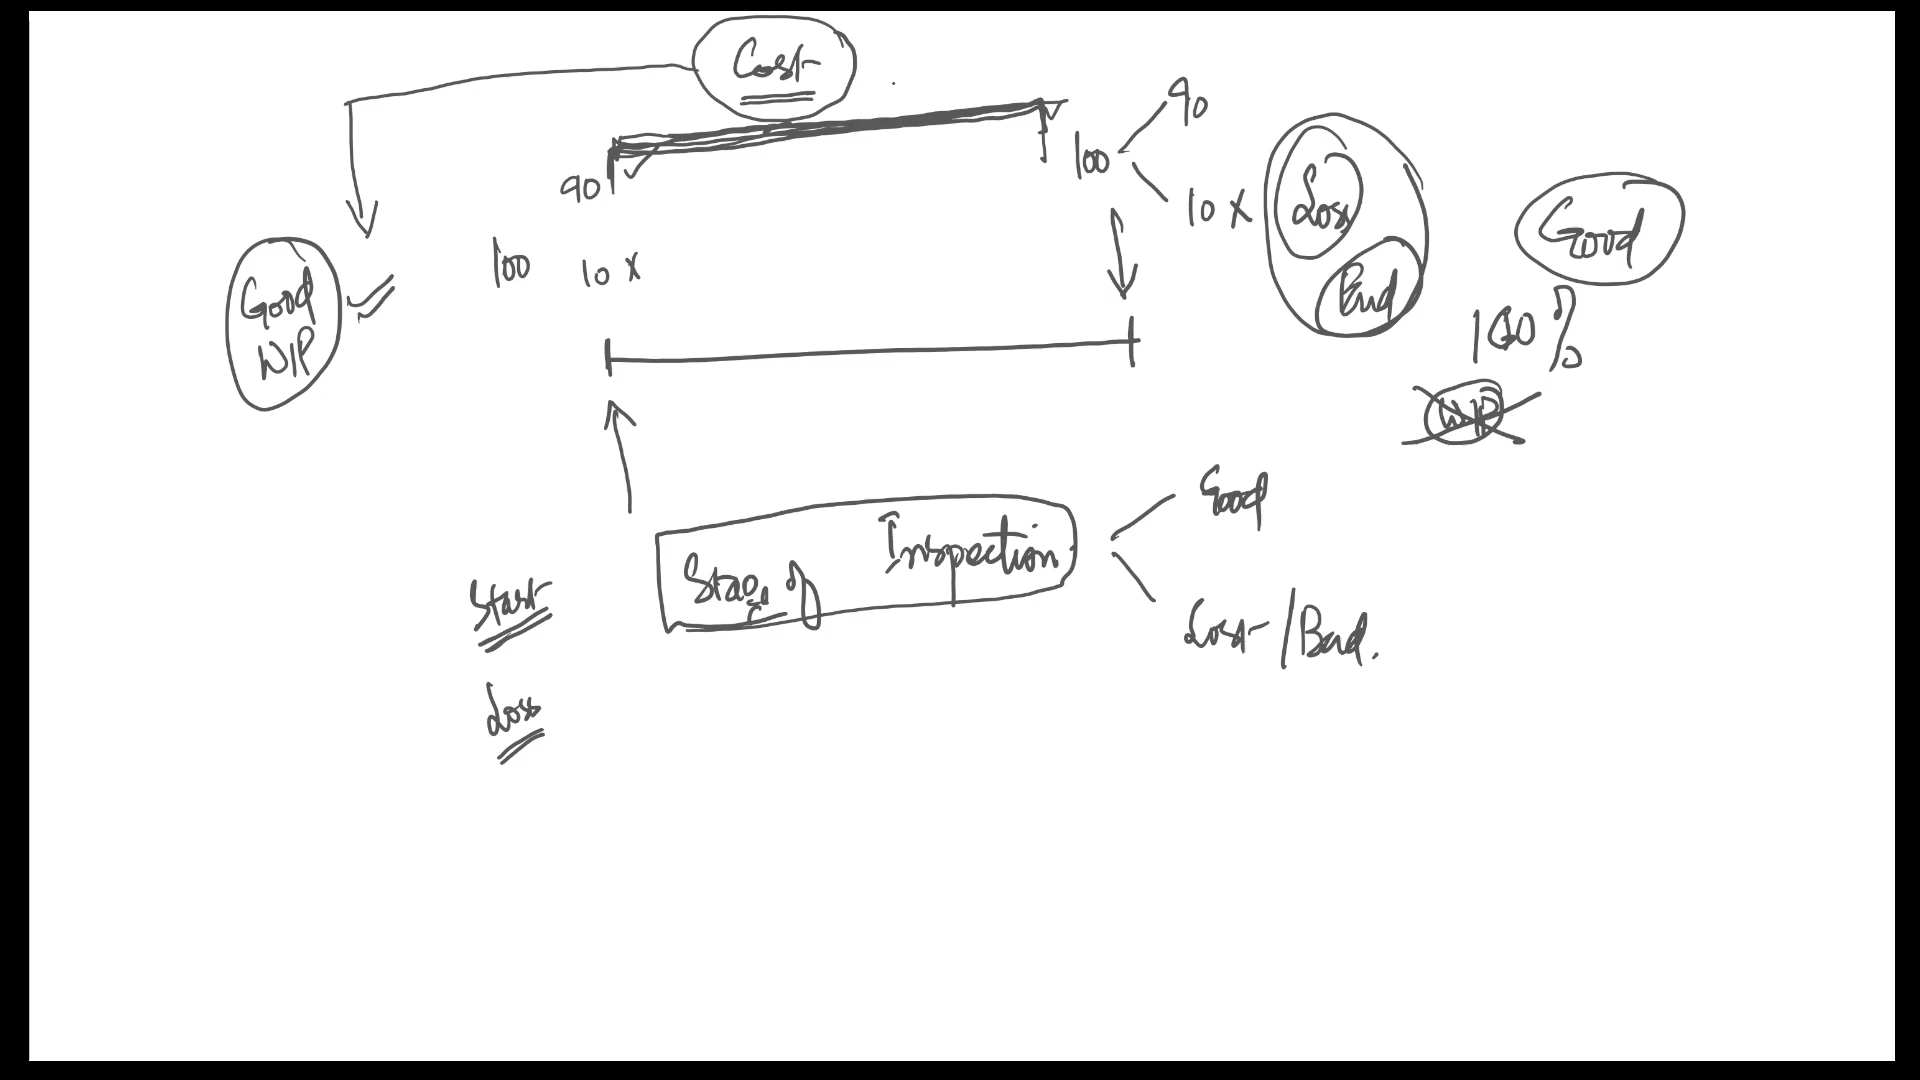 Cost
90
90
100
10 x
Loss
Good
100
10 x
End
Good
WIP
100%
WIP
Good
Stage of Inspection
Start
Lost / Bad.
Loss